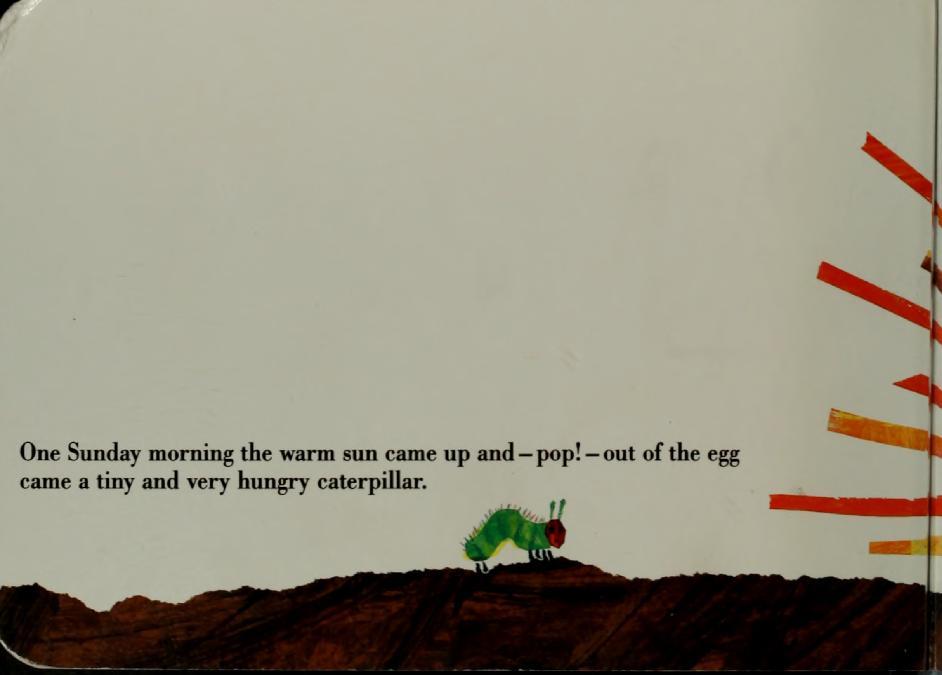 One Sunday morning the warm sun came up and–pop!–out of the egg
came a tiny and very hungry caterpillar.